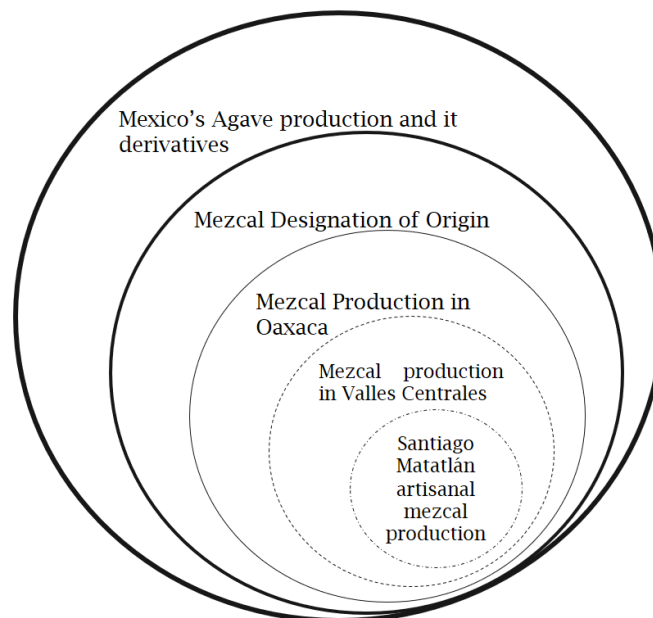 Mexico's Agave production and it
derivatives
Mezcal Designation of Origin
Mezcal Production in
Oaxaca
Mezcal production
in Valles Centrales
Santiago
Matatlán
artisanal
mezcal
production